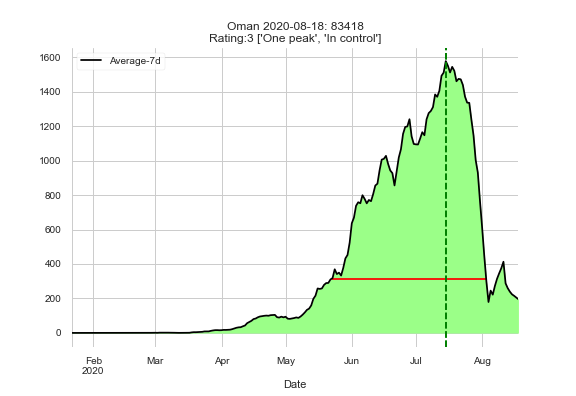 Oman 2020-08-18: 83418
Rating:3 ['One peak', 'In control']
Average-7d
1600
1400
1200
1000
800
600
400
200
0
Feb
2020
Mar
Apr
May
Jun
Jul
Aug
Date